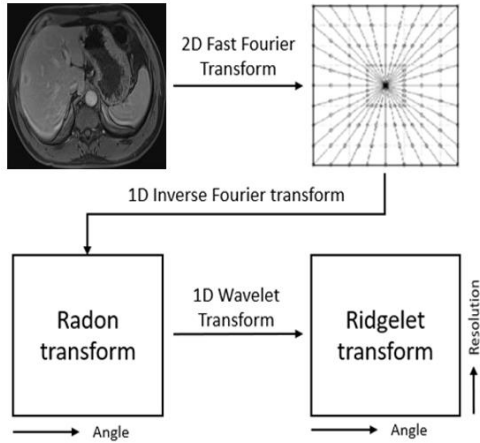 2D Fast Fourier
Transform
1D Inverse Fourier transform
Radon
transform
1D Wavelet
Transform
Ridgelet
transform
Resolution
Angle
Angle